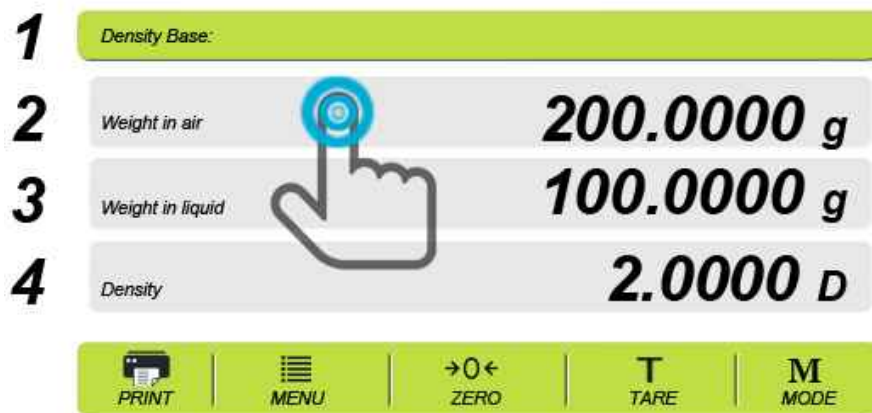 1 Density Base:
2 Weight in air 200.0000 g
3 Weight in liquid 100.0000 g
4 Density 2.0000 D
→0←
T
M
PRINT MENU ZERO TARE MODE